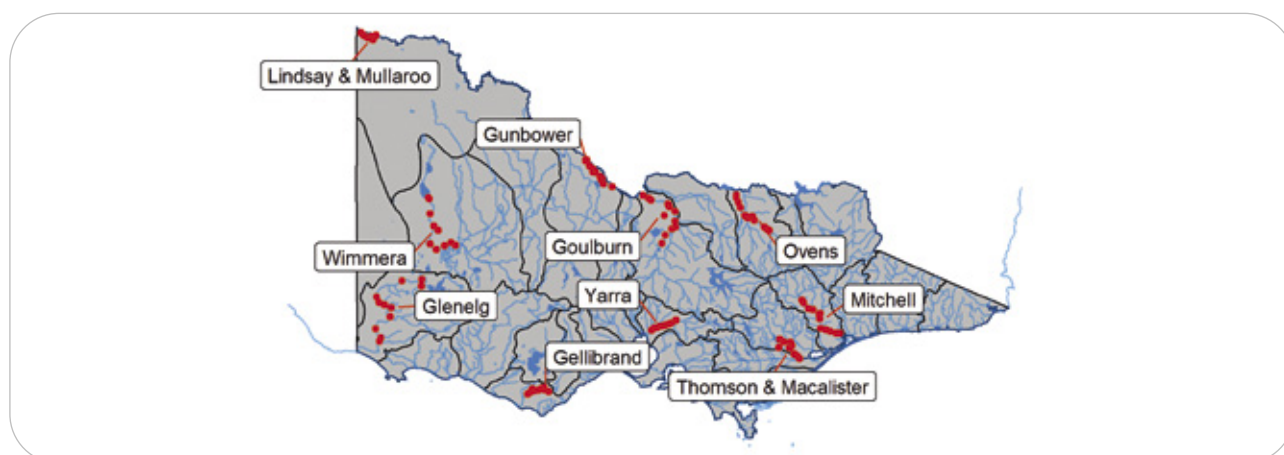 Lindsay & Mullaroo
Gunbower
Wimmera
Goulburn
Ovens
Glenelg
Yarra
Mitchell
Gellibrand
Thomson & Macalister